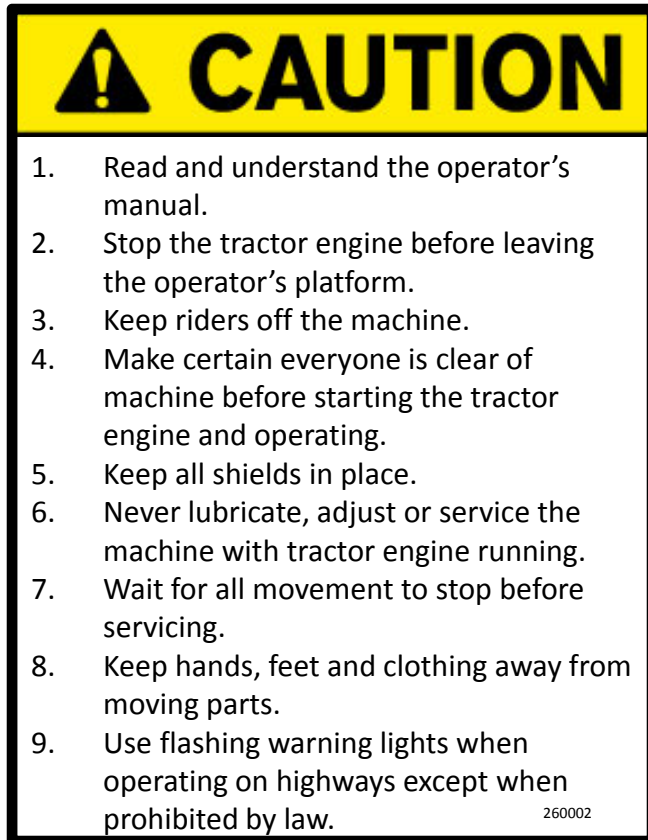 CAUTION
1. Read and understand the operator’s
manual.
2. Stop the tractor engine before leaving
the operator’s platform.
3. Keep riders off the machine.
4. Make certain everyone is clear of
machine before starting the tractor
engine and operating.
5. Keep all shields in place.
6. Never lubricate, adjust or service the
machine with tractor engine running.
7. Wait for all movement to stop before
servicing.
8. Keep hands, feet and clothing away from
moving parts.
9. Use flashing warning lights when
operating on highways except when
prohibited by law. 260002